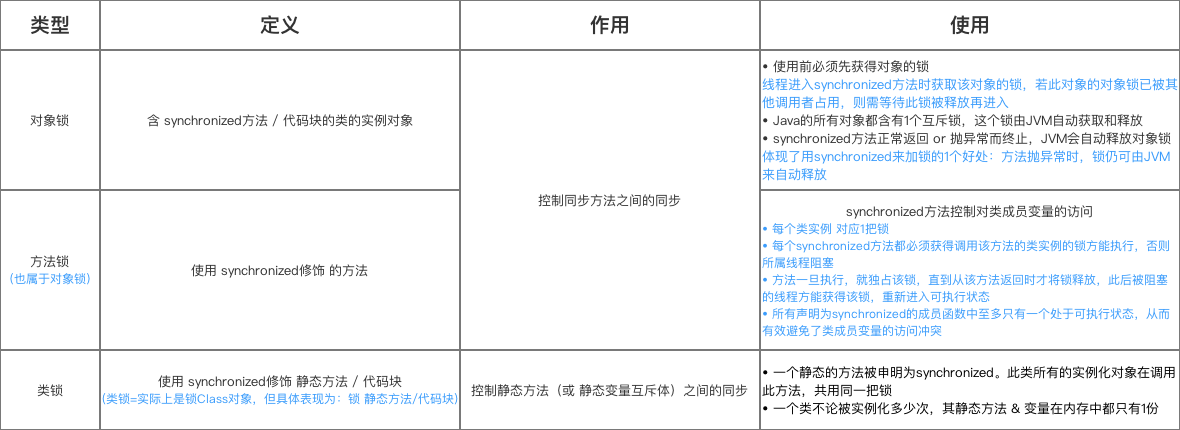 类型
定义
作用
使用
对象锁
含 synchronized方法 / 代码块的类的实例对象
控制同步方法之间的同步
• 使用前必须先获得对象的锁
线程进入synchronized方法时获取该对象的锁，若此对象的对象锁已被其
他调用者占用，则需等待此锁被释放再进入
• Java的所有对象都含有1个互斥锁，这个锁由JVM自动获取和释放
• synchronized方法正常返回 or 抛异常而终止，JVM会自动释放对象锁
体现了用synchronized来加锁的1个好处：方法抛异常时，锁仍可由JVM
来自动释放
方法锁
（也属于对象锁）
使用 synchronized修饰 的方法
synchronized方法控制对类成员变量的访问
• 每个类实例 对应1把锁
• 每个synchronized方法都必须获得调用该方法的类实例的锁方能执行，否则
所属线程阻塞
• 方法一旦执行，就独占该锁，直到从该方法返回时才将锁释放，此后被阻塞
的线程方能获得该锁，重新进入可执行状态
• 所有声明为synchronized的成员函数中至多只有一个处于可执行状态，从而
有效避免了类成员变量的访问冲突
类锁
使用 synchronized修饰 静态方法 / 代码块
(类锁=实际上是锁Class对象，但具体表现为：锁 静态方法/代码块)
控制静态方法（或 静态变量互斥体）之间的同步
• 一个静态的方法被申明为synchronized。此类所有的实例化对象在调用
此方法，共用同一把锁
• 一个类不论被实例化多少次，其静态方法 & 变量在内存中都只有1份